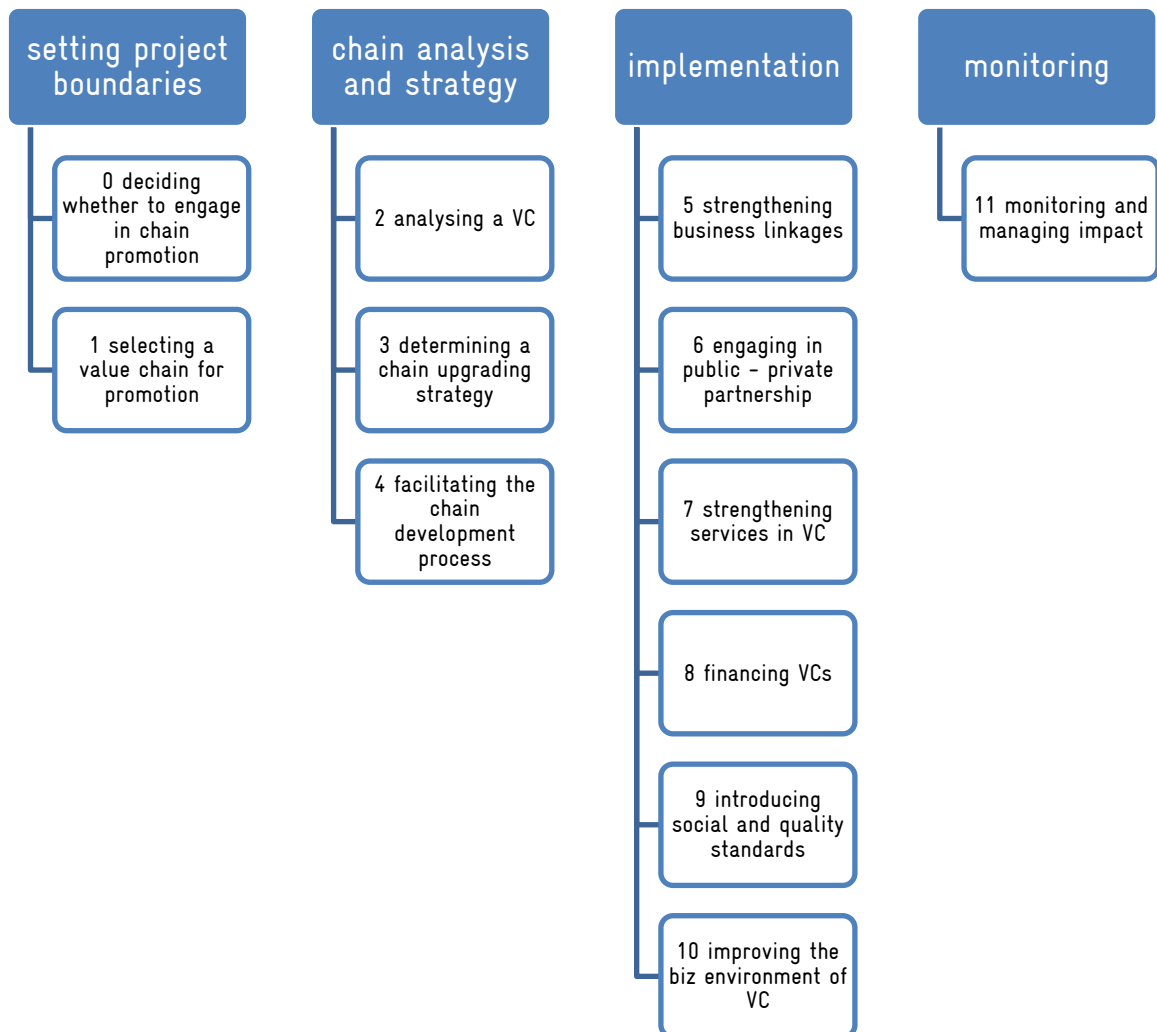 setting project
boundaries
0 deciding
whether to engage
in chain
promotion
1 selecting a
value chain for
promotion
chain analysis
and strategy
2 analysing a VC
3 determining a
chain upgrading
strategy
4 facilitating the
chain
development
process
implementation
5 strengthening
business linkages
6 engaging in
public - private
partnership
7 strengthening
services in VC
8 financing VCs
9 introducing
social and quality
standards
10 improving the
biz environment of
VC
monitoring
11 monitoring and
managing impact